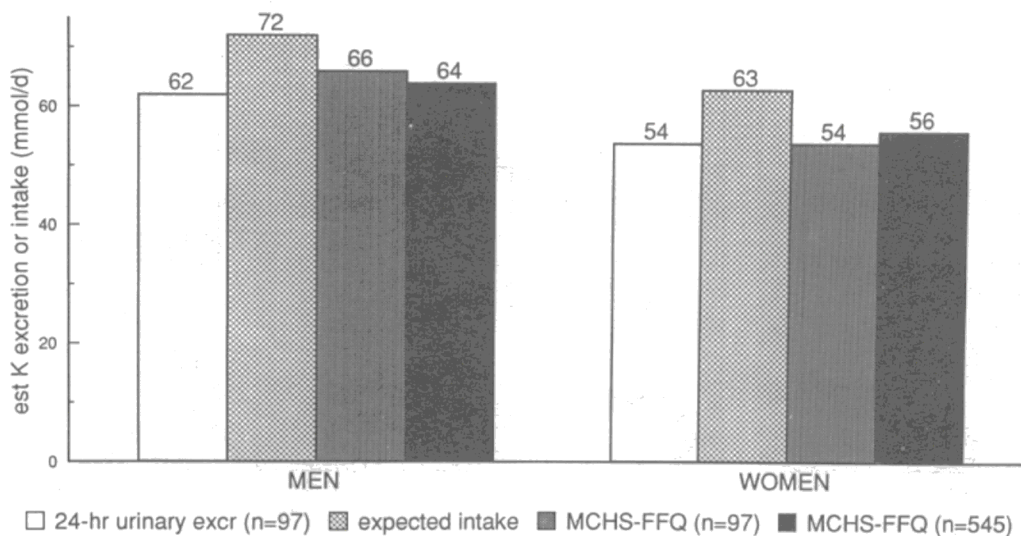 est K excretion or intake (mmol/d)
60
40
20
0
62
72
66
64
54
63
54
56
MEN
WOMEN
24-hr urinary excr (n=97)
expected intake
MCHS-FFQ (n=97)
MCHS-FFQ (n=545)